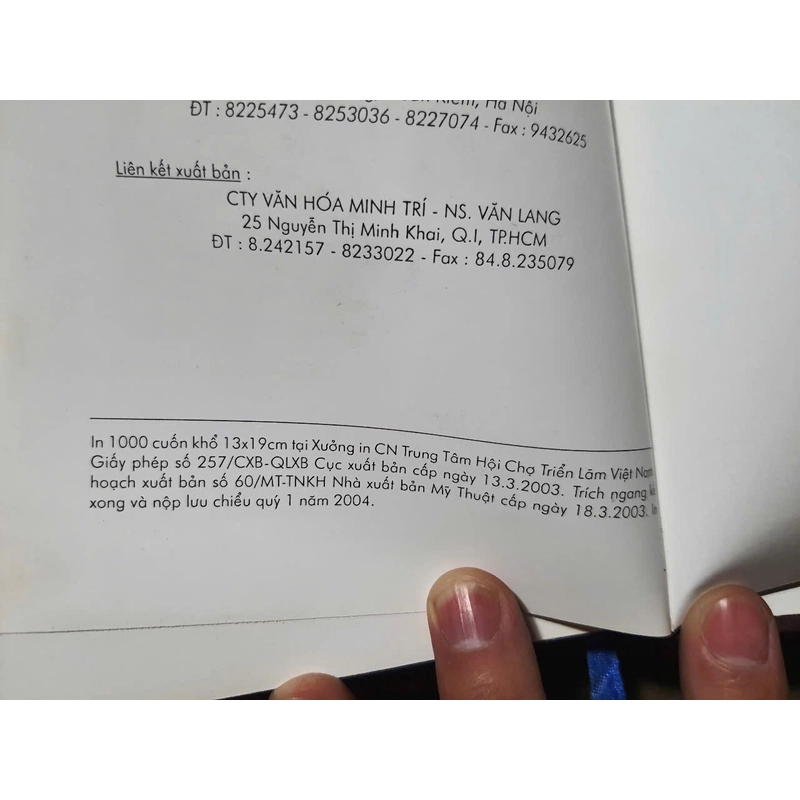 Kiếm, Hà Nội
ĐT : 8225473 - 8253036 - 8227074 - Fax : 9432625
Liên kết xuất bản :
CTY VĂN HÓA MINH TRÍ - NS. VĂN LANG
25 Nguyễn Thị Minh Khai, Q.I, TP.HCM
ĐT : 8.242157 - 8233022 - Fax : 84.8.235079
In 1000 cuốn khổ 13x19cm tại Xưởng in CN Trung Tâm Hội Chợ Triển Lãm Việt Nam
Giấy phép số 257/CXB-QLXB Cục xuất bản cấp ngày 13.3.2003. Trích ngang kế
hoạch xuất bản số 60/MT-TNKH Nhà xuất bản Mỹ Thuật cấp ngày 18.3.2003. In
xong và nộp lưu chiểu quý 1 năm 2004.